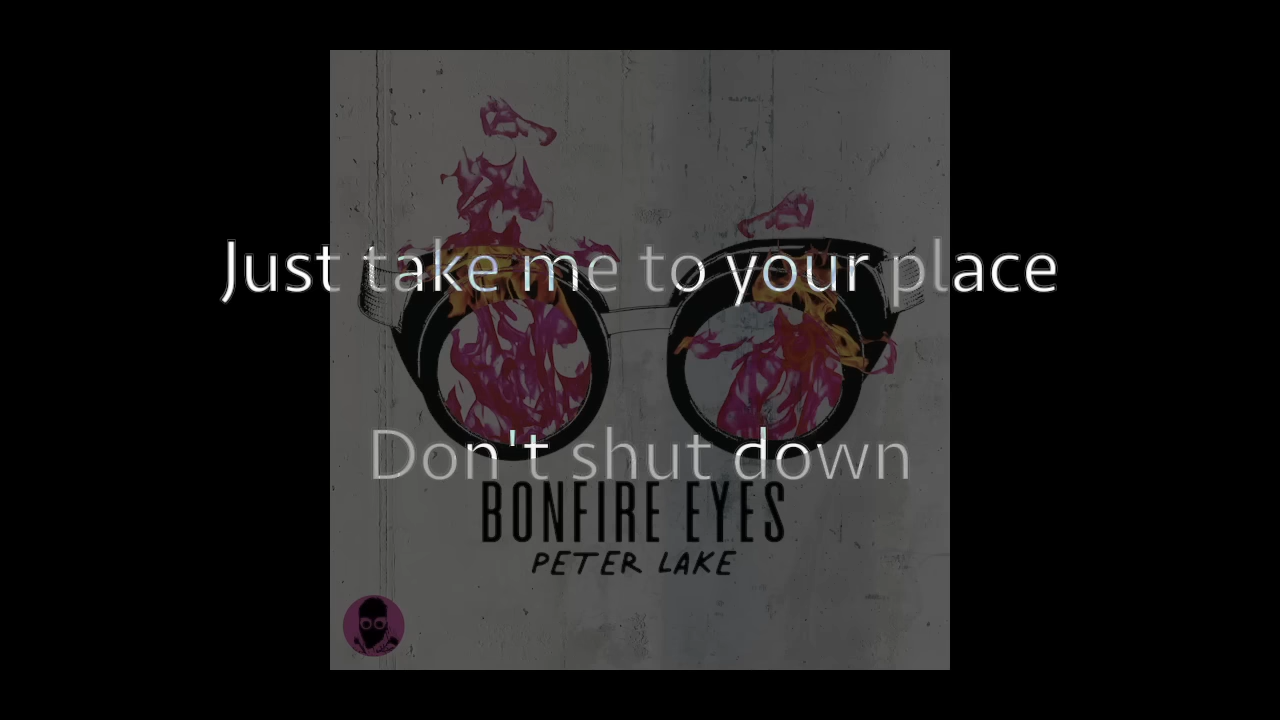 Just take me to your place
Don't shut down
BONFIRE EYES
PETER LAKE